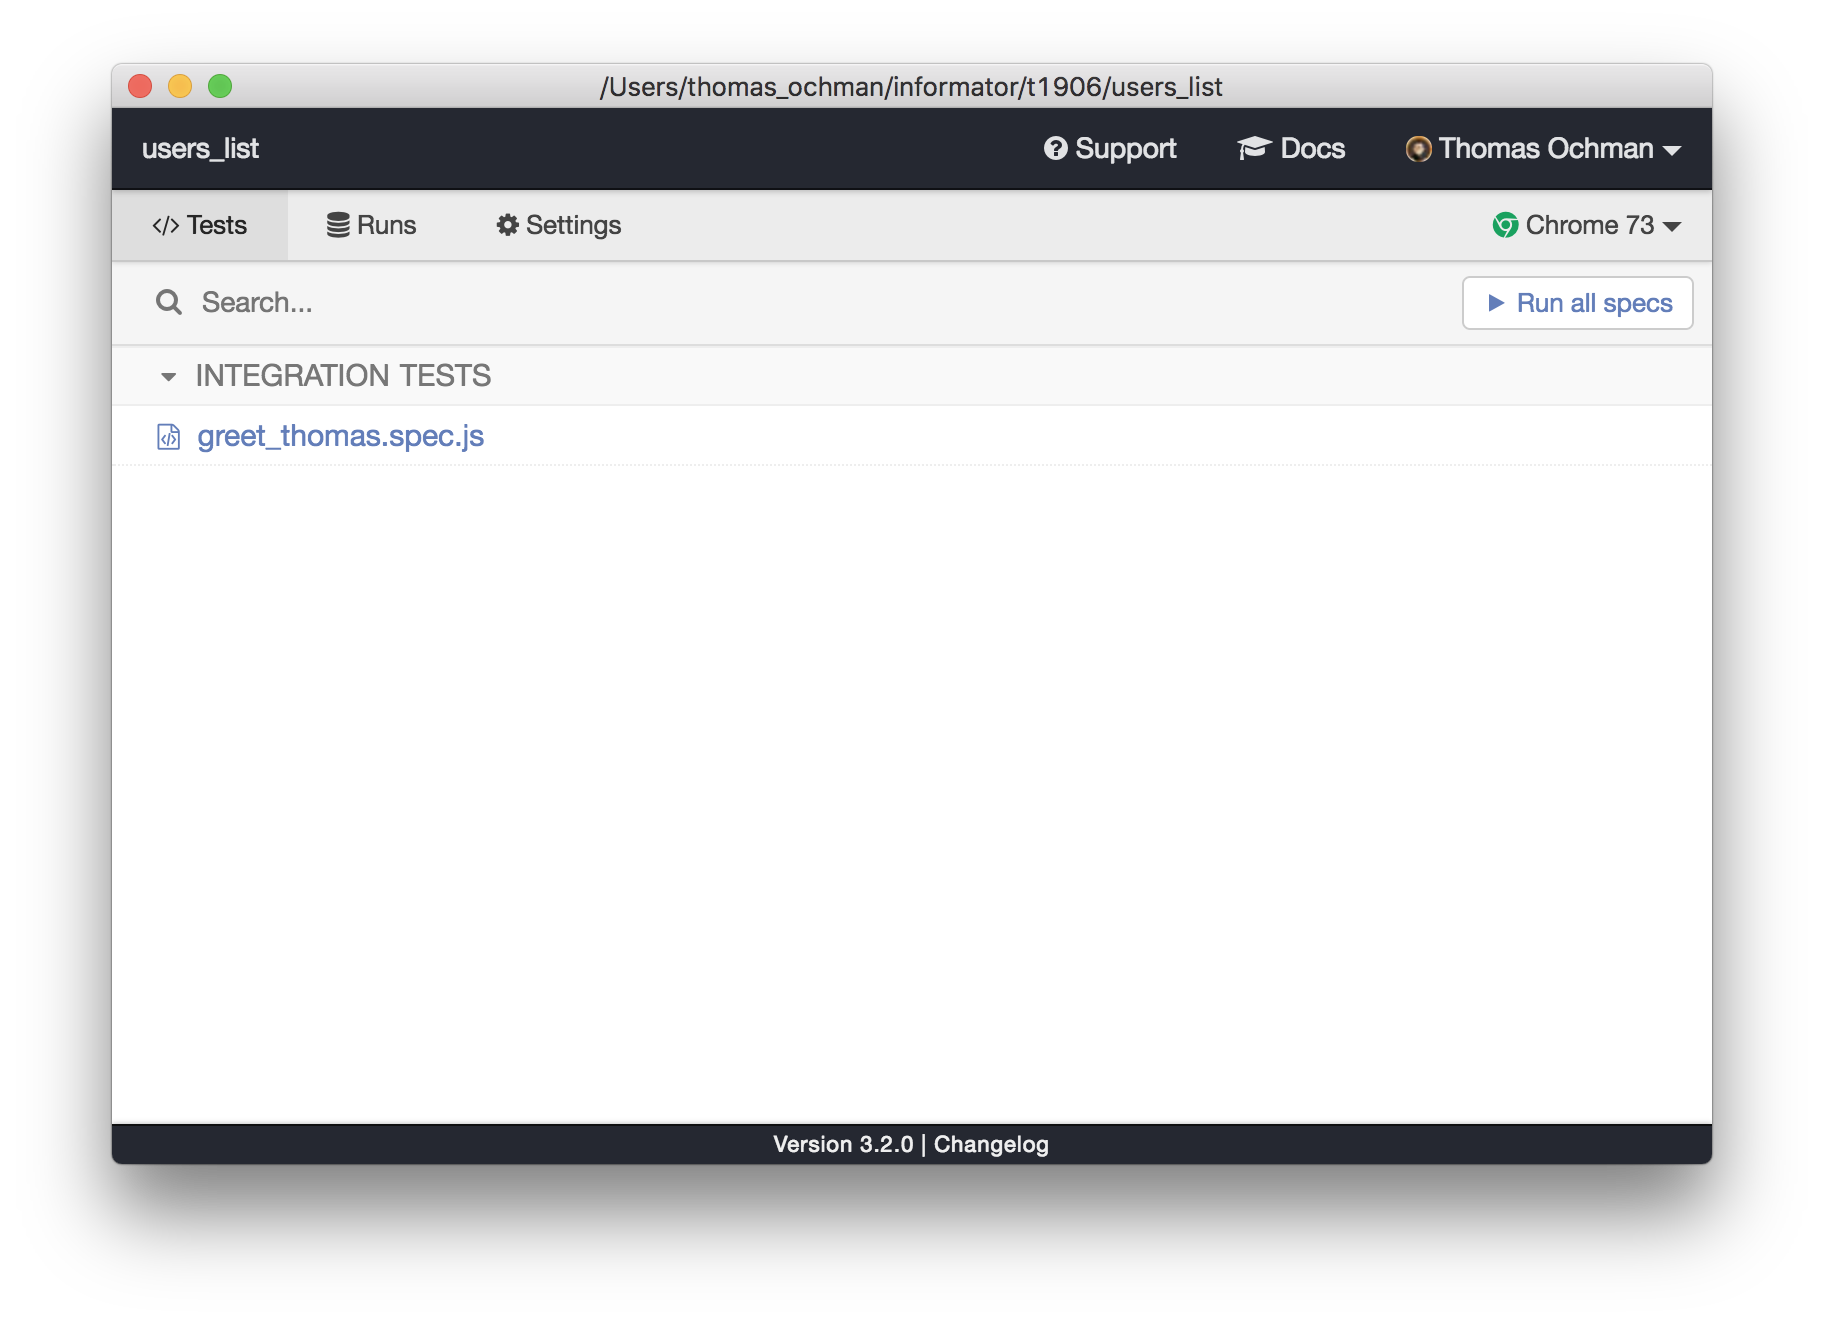 /Users/thomas_ochman/informator/t1906/users_list
users_list Support Docs Thomas Ochman
</> Tests Runs Settings Chrome 73
Search... Run all specs
INTEGRATION TESTS
greet_thomas.spec.js
Version 3.2.0 | Changelog